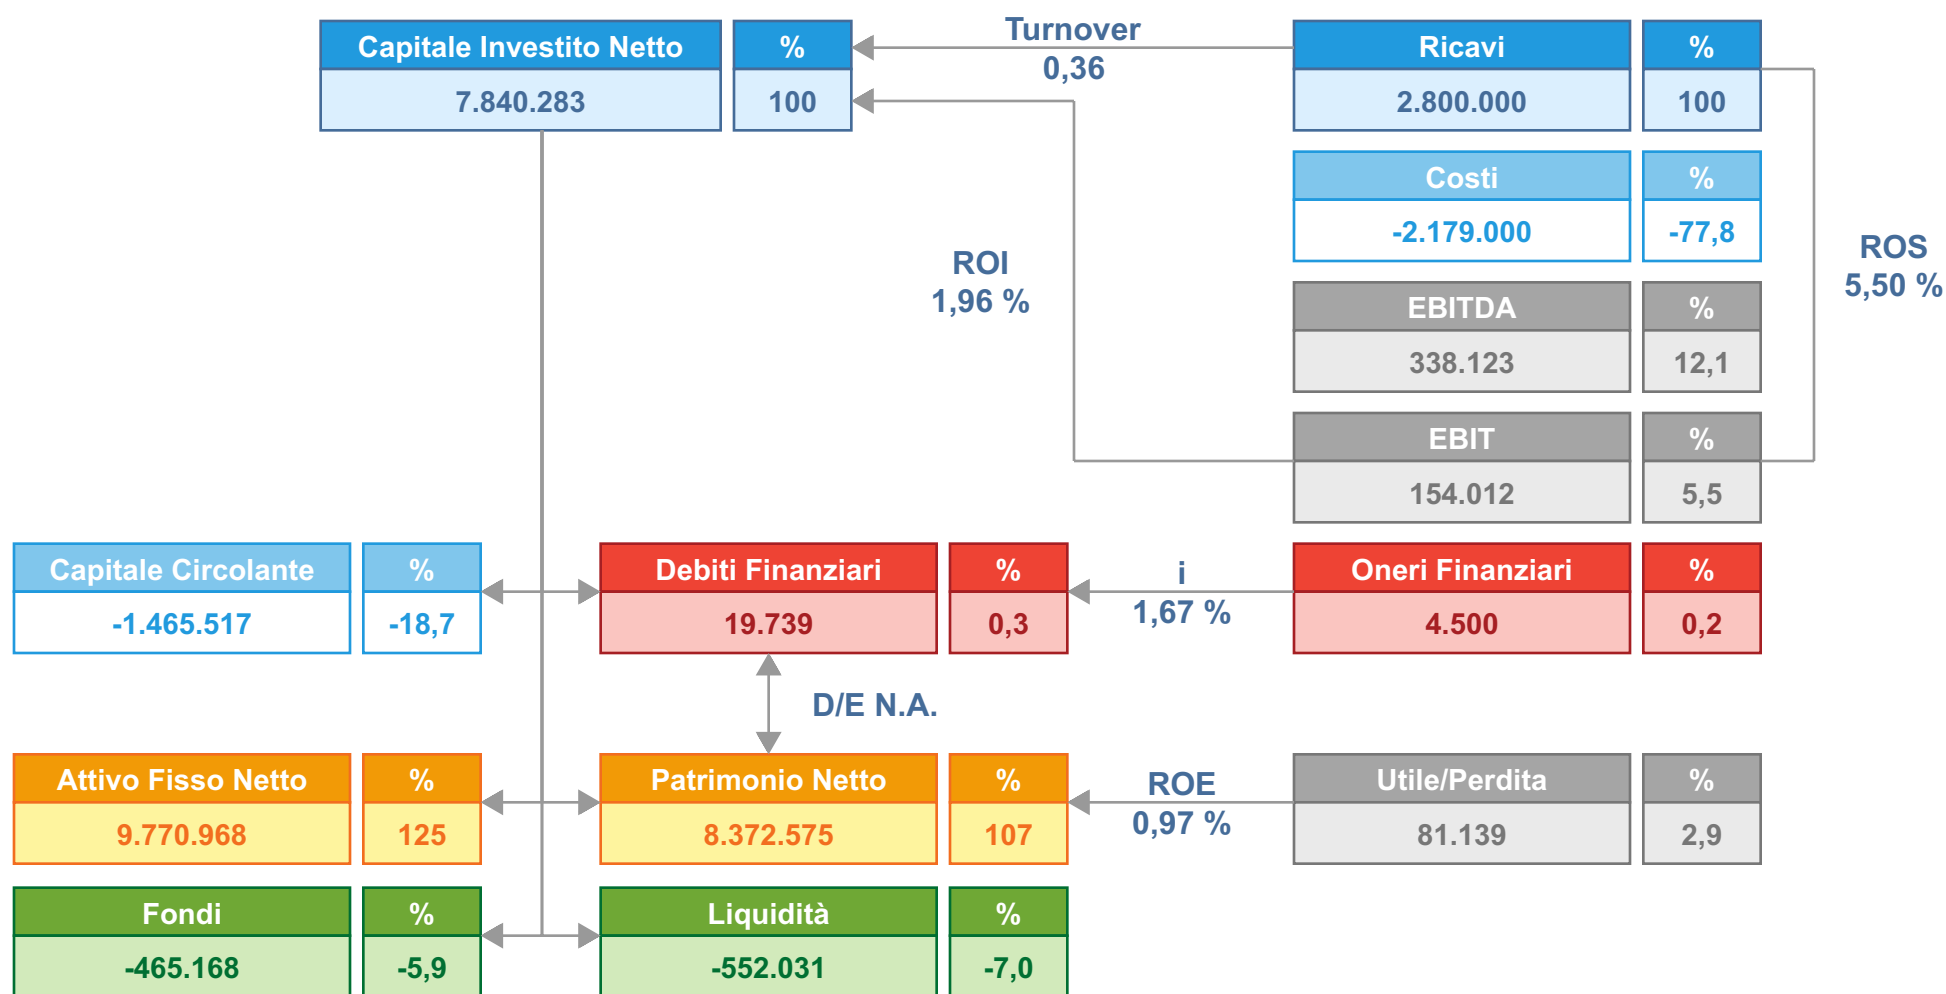 Capitale Investito Netto %
7.840.283 100
Turnover
0,36
Ricavi %
2.800.000 100
Costi %
-2.179.000 -77,8
ROI
1,96 %
ROS
5,50 %
EBITDA %
338.123 12,1
EBIT %
154.012 5,5
Capitale Circolante %
-1.465.517 -18,7
Debiti Finanziari %
19.739 0,3
i
1,67 %
Oneri Finanziari %
4.500 0,2
D/E N.A.
Attivo Fisso Netto %
9.770.968 125
Patrimonio Netto %
8.372.575 107
ROE
0,97 %
Utile/Perdita %
81.139 2,9
Fondi %
-465.168 -5,9
Liquidità %
-552.031 -7,0